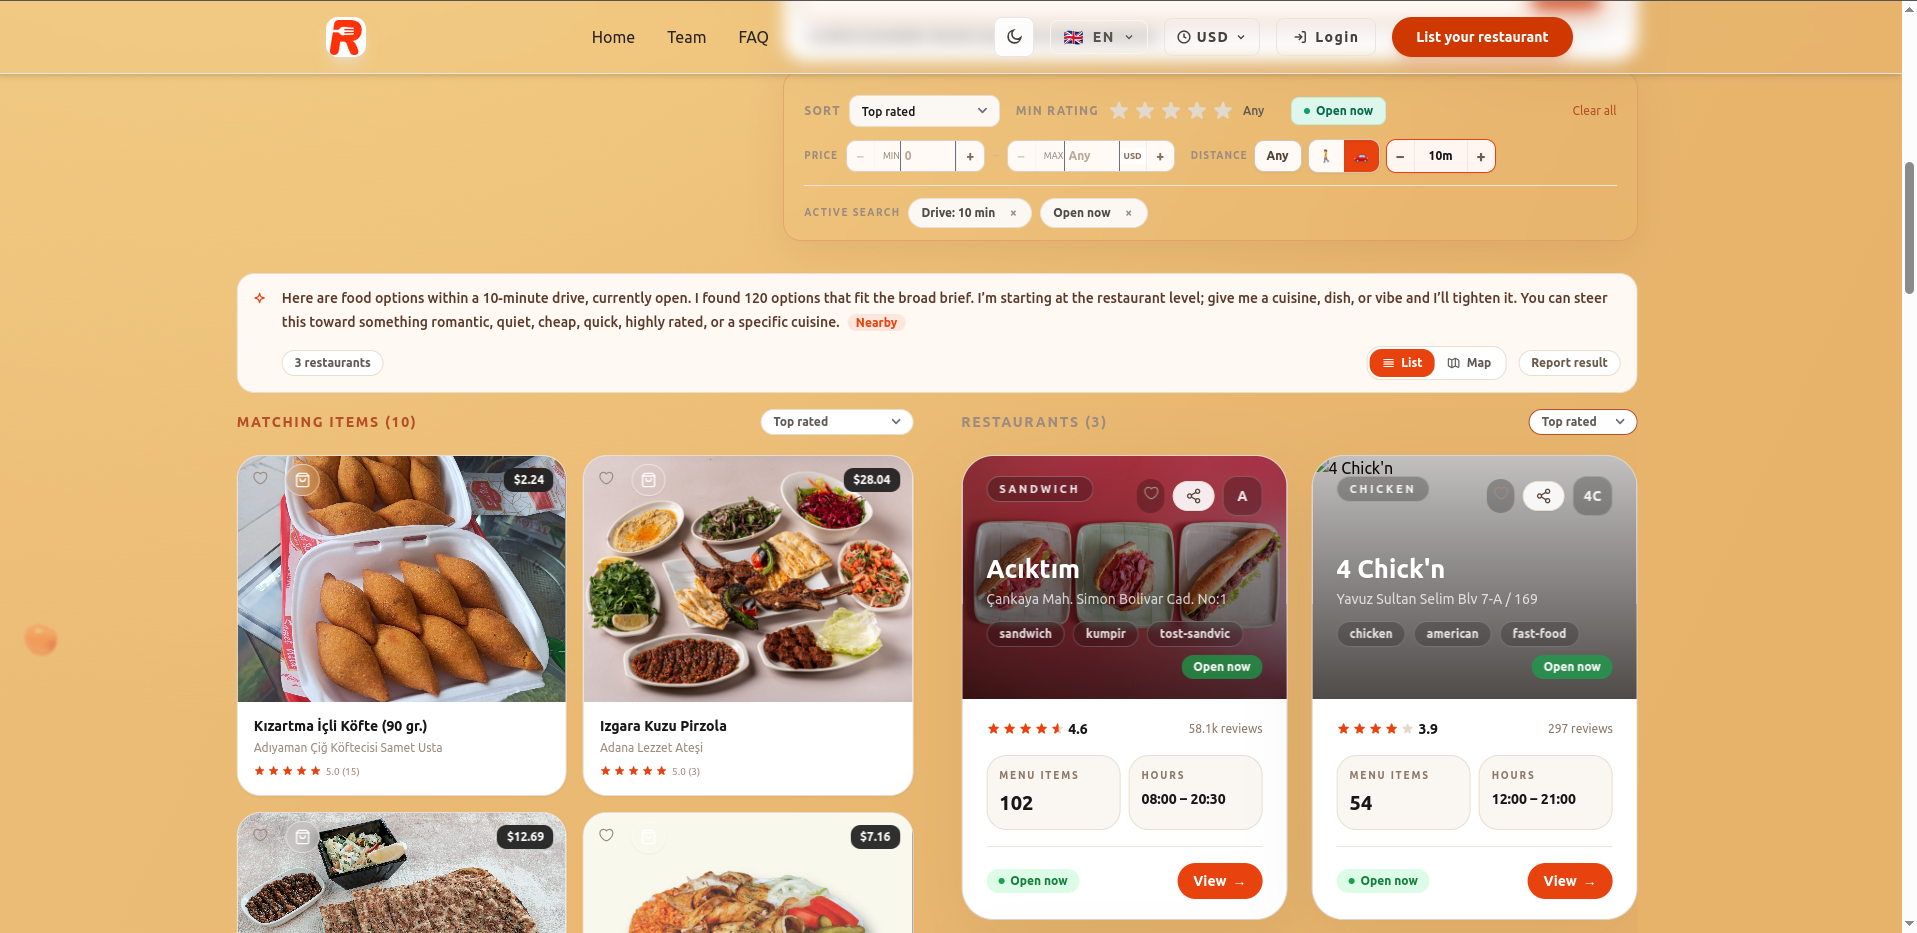 Home
Team
FAQ
EN
USD
Login
List your restaurant
SORT
Top rated
MIN RATING
Any
Open now
Clear all
PRICE
− MIN 0 +
-
− MAX Any USD +
DISTANCE
Any
− 10m +
ACTIVE SEARCH
Drive: 10 min ×
Open now ×
Here are food options within a 10-minute drive, currently open. I found 120 options that fit the broad brief. I'm starting at the restaurant level; give me a cuisine, dish, or vibe and I'll tighten it. You can steer
this toward something romantic, quiet, cheap, quick, highly rated, or a specific cuisine. Nearby
3 restaurants
List
Map
Report result
MATCHING ITEMS (10)
Top rated
$2.24
Kızartma İçli Köfte (90 gr.)
Adıyaman Çiğ Köftecisi Samet Usta
5.0 (15)
$28.04
Izgara Kuzu Pirzola
Adana Lezzet Ateşi
5.0 (3)
$12.69
$7.16
RESTAURANTS (3)
Top rated
SANDWICH
A
Acıktım
Çankaya Mah. Simon Bolivar Cad. No:1
sandwich
kumpir
tost-sandvic
Open now
4.6
58.1k reviews
MENU ITEMS
102
HOURS
08:00 – 20:30
Open now
View →
4 Chick'n
CHICKEN
4C
4 Chick'n
Yavuz Sultan Selim Blv 7-A / 169
chicken
american
fast-food
Open now
3.9
297 reviews
MENU ITEMS
54
HOURS
12:00 – 21:00
Open now
View →